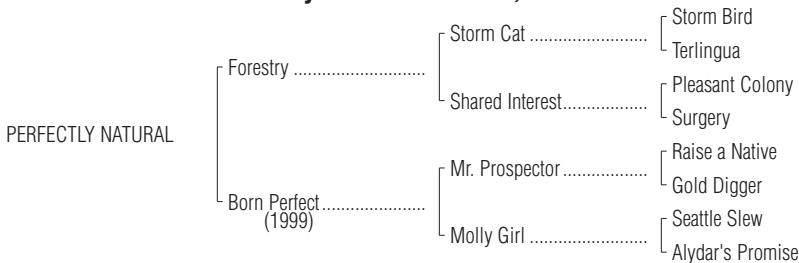 Storm Bird
Storm Cat ..........................
Terlingua
Forestry ............................
Pleasant Colony
Shared Interest..................
Surgery
PERFECTLY NATURAL
Raise a Native
Mr. Prospector ..................
Gold Digger
Born Perfect......................
(1999)
Seattle Slew
Molly Girl .........................
Alydar's Promise